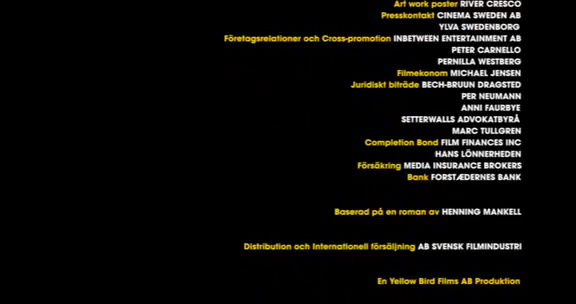 Art work poster RIVER CRESCO
Presskontakt CINEMA SWEDEN AB
YLVA SWEDENBORG
Företagsrelationer och Cross-promotion INBETWEEN ENTERTAINMENT AB
PETER CARNELLO
PERNILLA WESTBERG
Filmekonom MICHAEL JENSEN
Juridiskt biträde BECH-BRUUN DRAGSTED
PER NEUMANN
ANNI FAURBYE
SETTERWALLS ADVOKATBYRÅ
MARC TULLGREN
Completion Bond FILM FINANCES INC
HANS LÖNNERHEDEN
Försäkring MEDIA INSURANCE BROKERS
Bank FORSTÆDERNES BANK
Baserad på en roman av HENNING MANKELL
Distribution och Internationell försäljning AB SVENSK FILMINDUSTRI
En Yellow Bird Films AB Produktion